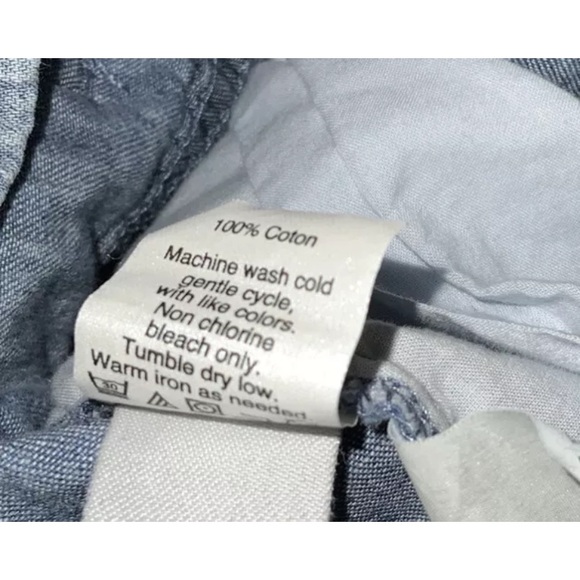 100% Coton
Machine wash cold
gentle cycle,
with like colors.
Non chlorine
bleach only.
Tumble dry low.
Warm iron as needed
30